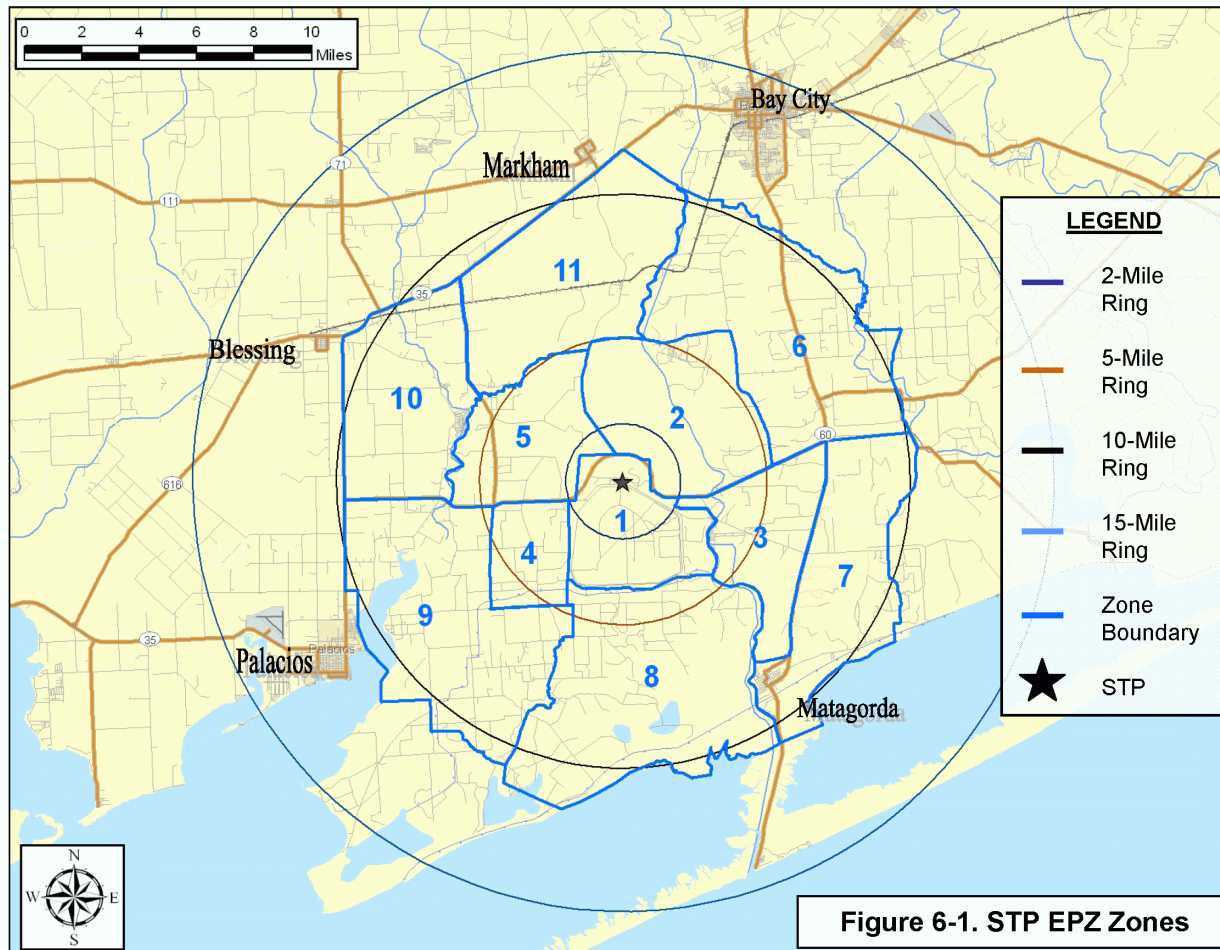 0 2 4 6 8 10
Miles
Bay City
Markham
71
111
11
35
Blessing
6
10
2
5
60
616
1
3
4
7
9
8
35
Palacios
Palacios
Matagorda
LEGEND
2-Mile
Ring
5-Mile
Ring
10-Mile
Ring
15-Mile
Ring
Zone
Boundary
STP
N
W E
S
Figure 6-1. STP EPZ Zones